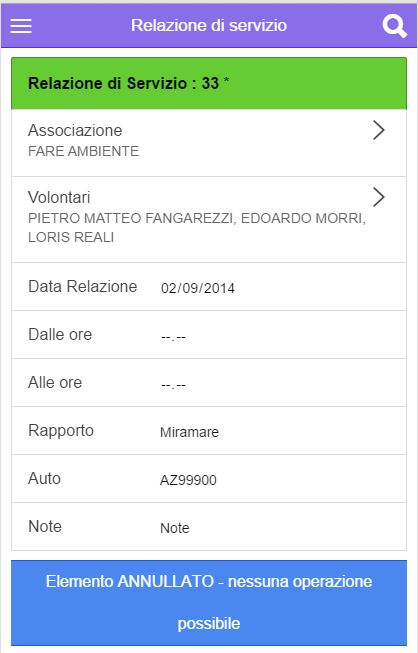 Relazione di servizio
Relazione di Servizio : 33 *
Associazione
FARE AMBIENTE
Volontari
PIETRO MATTEO FANGAREZZI, EDOARDO MORRI,
LORIS REALI
Data Relazione 02/09/2014
Dalle ore --.--
Alle ore --.--
Rapporto Miramare
Auto AZ99900
Note Note
Elemento ANNULLATO - nessuna operazione
possibile